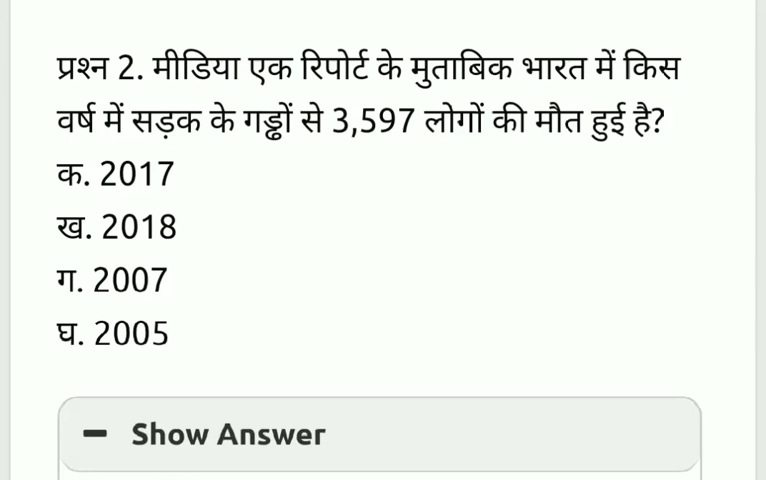 प्रश्न 2. मीडिया एक रिपोर्ट के मुताबिक भारत में किस
वर्ष में सड़क के गड्ढों से 3,597 लोगों की मौत हुई है?
क. 2017
ख. 2018
ग. 2007
घ. 2005
Show Answer